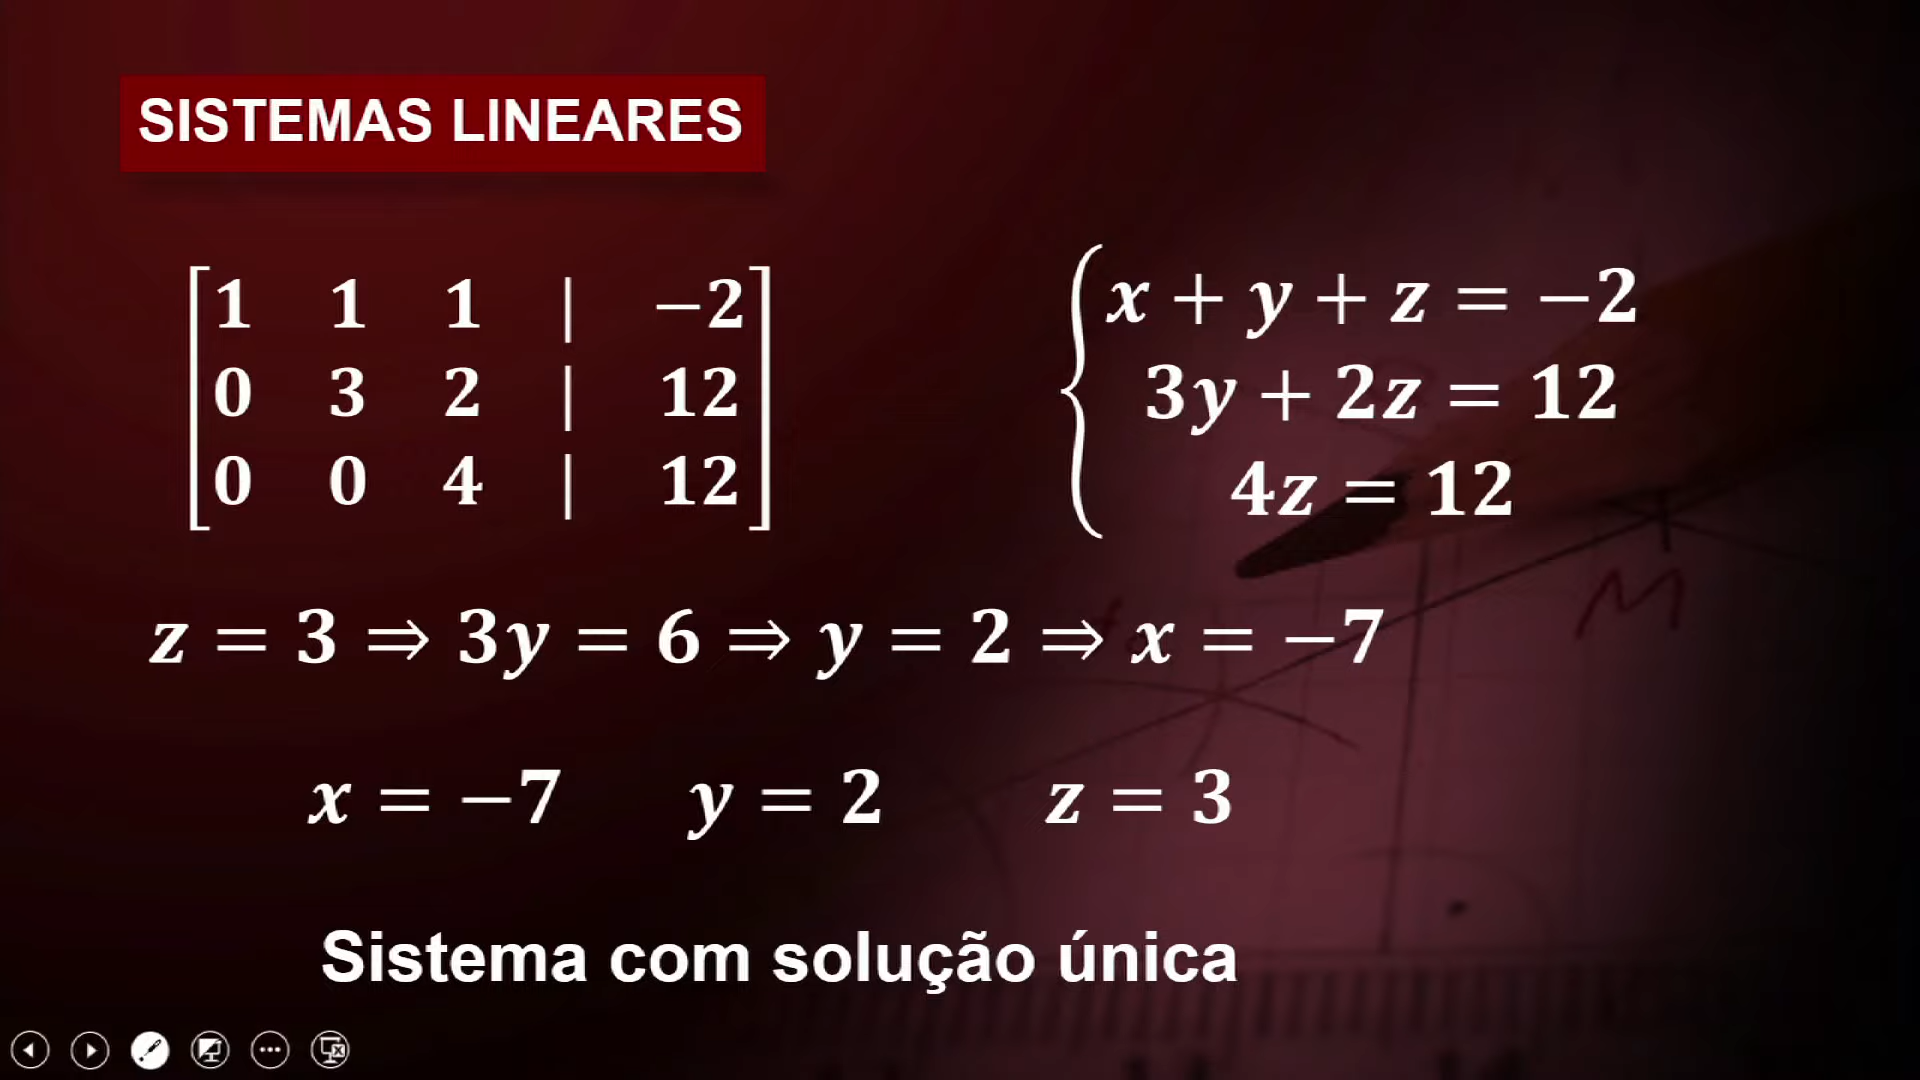 SISTEMAS LINEARES
1 1 1 | −2
0 3 2 | 12
0 0 4 | 12
x + y + z = −2
3y + 2z = 12
4z = 12
z = 3 ⇒ 3y = 6 ⇒ y = 2 ⇒ x = −7
x = −7 y = 2 z = 3
Sistema com solução única
M